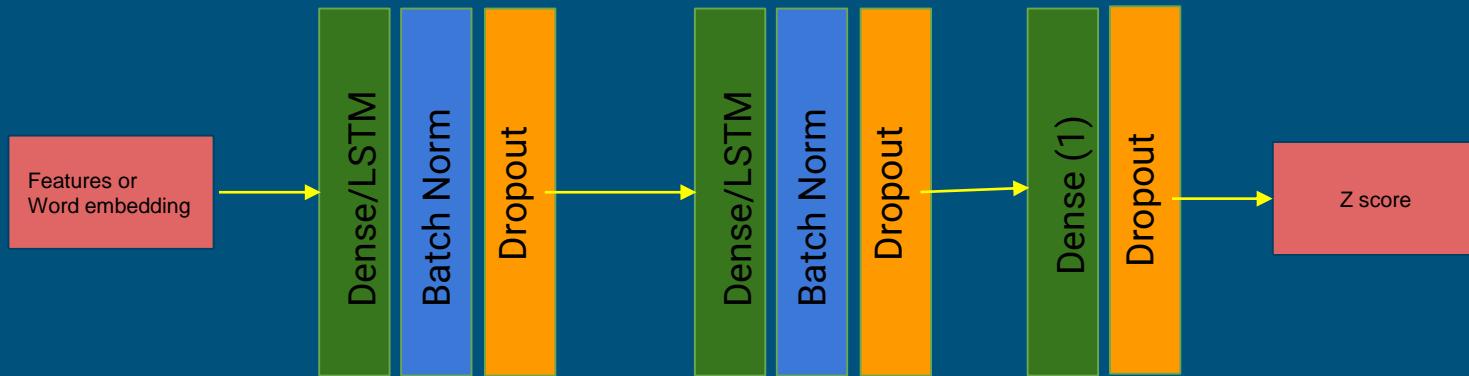 Features or
Word embedding
Dense/LSTM
Batch Norm
Dropout
Dense/LSTM
Batch Norm
Dropout
Dense (1)
Dropout
Z score